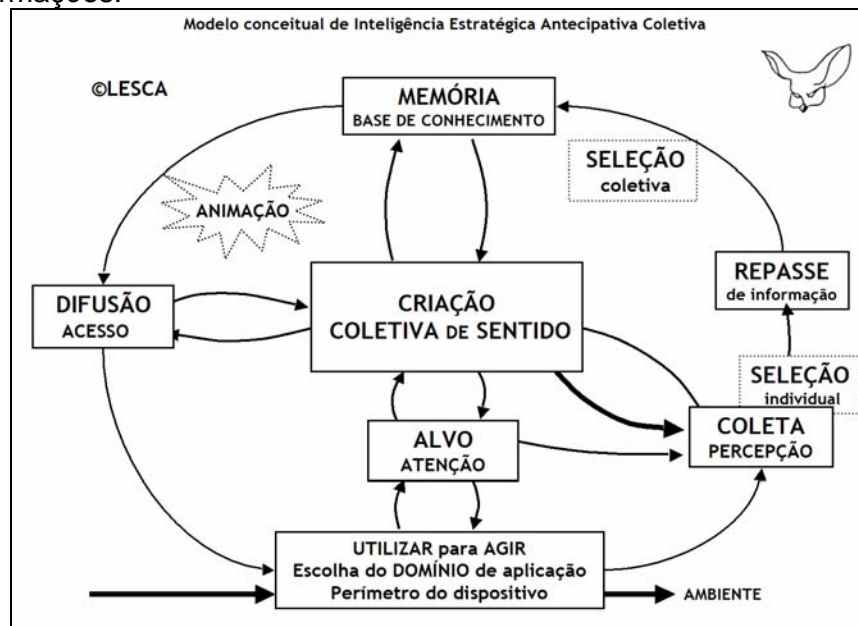 rmações.
Modelo conceitual de Inteligência Estratégica Antecipativa Coletiva
©LESCA
MEMÓRIA
BASE DE CONHECIMENTO
SELEÇÃO
coletiva
ANIMAÇÃO
REPASSE
de informação
DIFUSÃO
ACESSO
CRIAÇÃO
COLETIVA DE SENTIDO
SELEÇÃO
individual
ALVO
ATENÇÃO
COLETA
PERCEPÇÃO
UTILIZAR para AGIR
Escolha do DOMÍNIO de aplicação
Perímetro do dispositivo
AMBIENTE